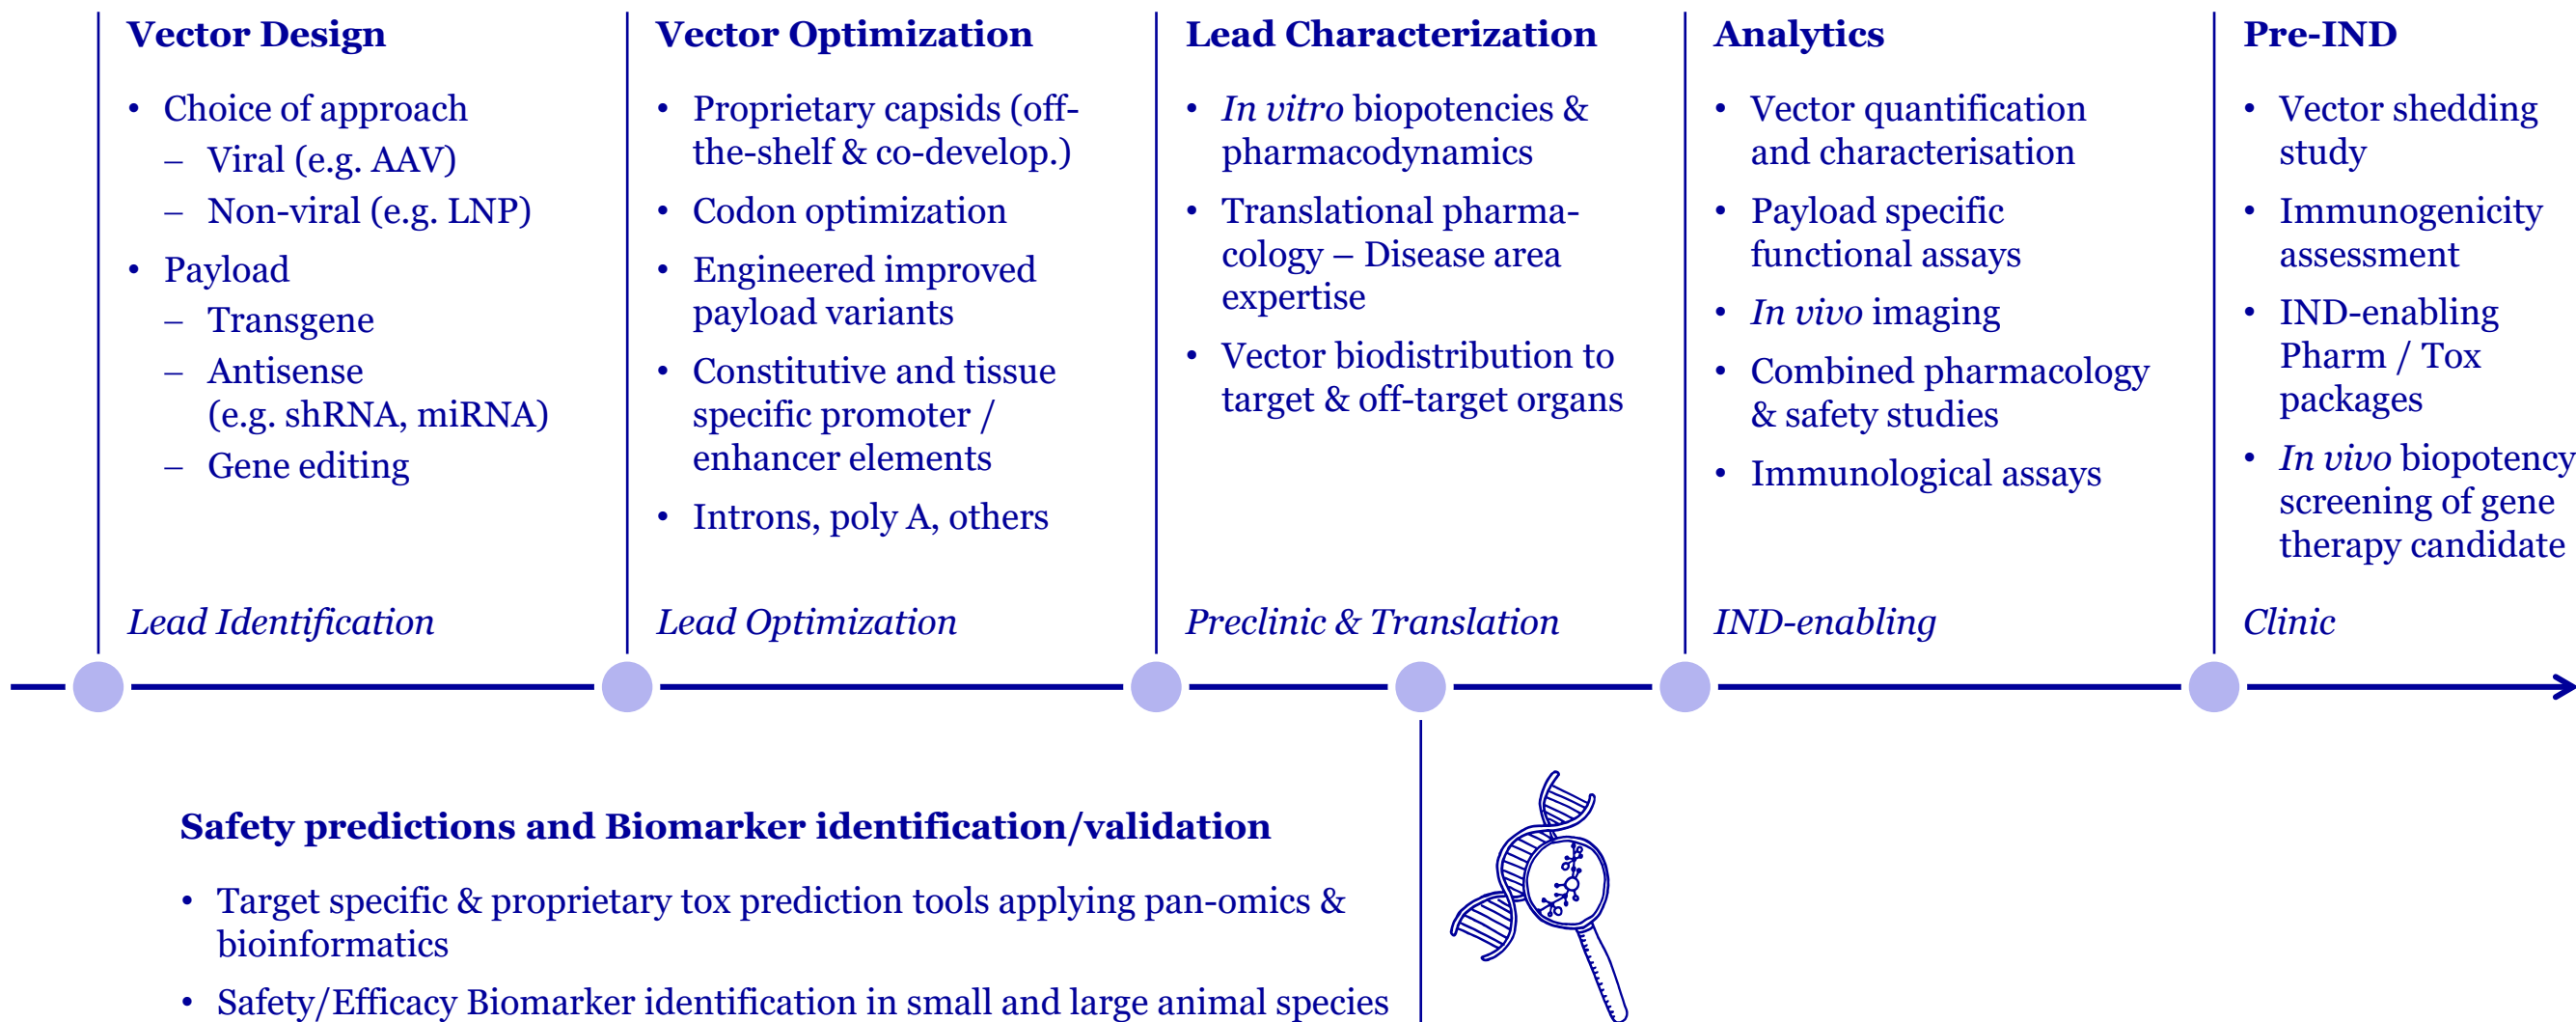 Vector Design
• Choice of approach
– Viral (e.g. AAV)
– Non-viral (e.g. LNP)
• Payload
– Transgene
– Antisense
(e.g. shRNA, miRNA)
– Gene editing
Lead Identification
Vector Optimization
• Proprietary capsids (off-
the-shelf & co-develop.)
• Codon optimization
• Engineered improved
payload variants
• Constitutive and tissue
specific promoter /
enhancer elements
• Introns, poly A, others
Lead Optimization
Lead Characterization
• In vitro biopotencies &
pharmacodynamics
• Translational pharma-
cology – Disease area
expertise
• Vector biodistribution to
target & off-target organs
Preclinic & Translation
Analytics
• Vector quantification
and characterisation
• Payload specific
functional assays
• In vivo imaging
• Combined pharmacology
& safety studies
• Immunological assays
IND-enabling
Pre-IND
• Vector shedding
study
• Immunogenicity
assessment
• IND-enabling
Pharm / Tox
packages
• In vivo biopotency
screening of gene
therapy candidate
Clinic
Safety predictions and Biomarker identification/validation
• Target specific & proprietary tox prediction tools applying pan-omics &
bioinformatics
• Safety/Efficacy Biomarker identification in small and large animal species